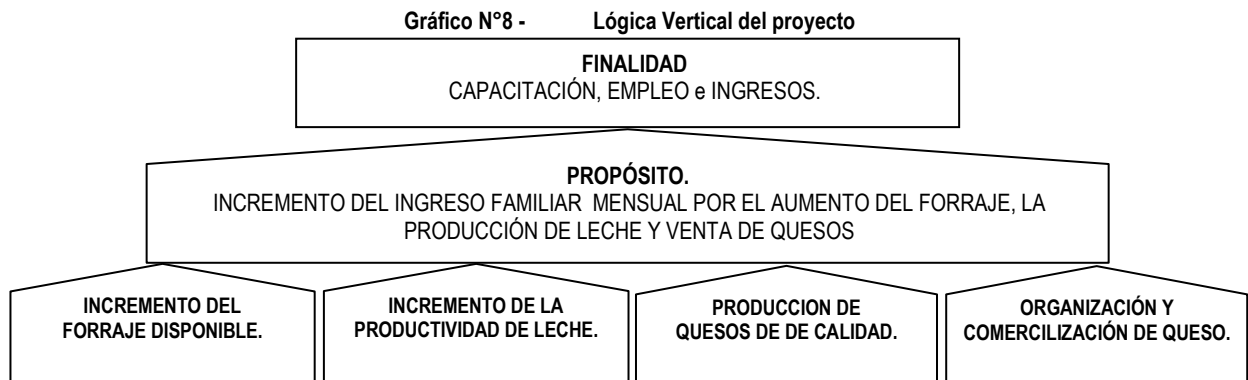 Gráfico N°8 - Lógica Vertical del proyecto
FINALIDAD
CAPACITACIÓN, EMPLEO e INGRESOS.
PROPÓSITO.
INCREMENTO DEL INGRESO FAMILIAR MENSUAL POR EL AUMENTO DEL FORRAJE, LA
PRODUCCIÓN DE LECHE Y VENTA DE QUESOS
INCREMENTO DEL
FORRAJE DISPONIBLE.
INCREMENTO DE LA
PRODUCTIVIDAD DE LECHE.
PRODUCCION DE
QUESOS DE DE CALIDAD.
ORGANIZACIÓN Y
COMERCILIZACIÓN DE QUESO.